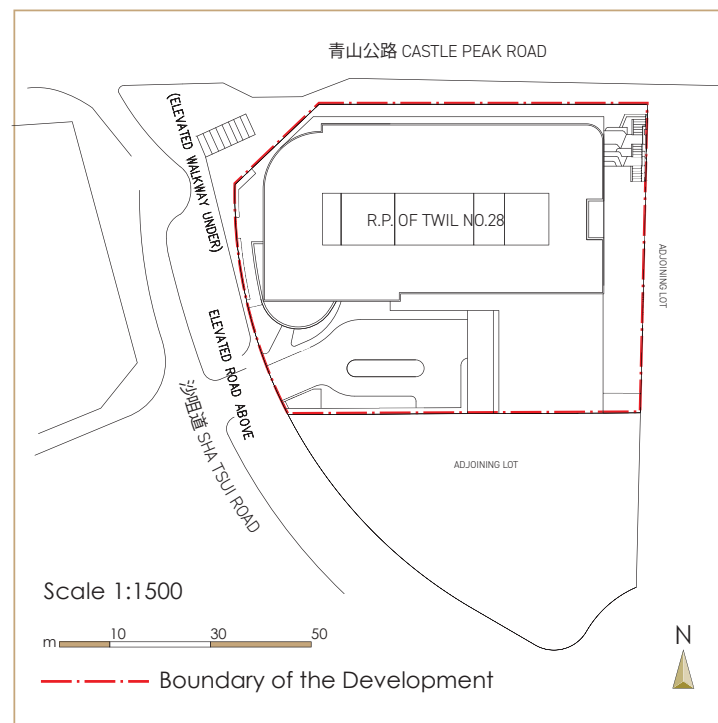 青山公路 CASTLE PEAK ROAD
(ELEVATED WALKWAY UNDER)
R.P. OF TWIL NO.28
ADJOINING LOT
ELEVATED ROAD ABOVE
沙咀道 SHA TSUI ROAD
ADJOINING LOT
Scale 1:1500
m 10 30 50
N
Boundary of the Development